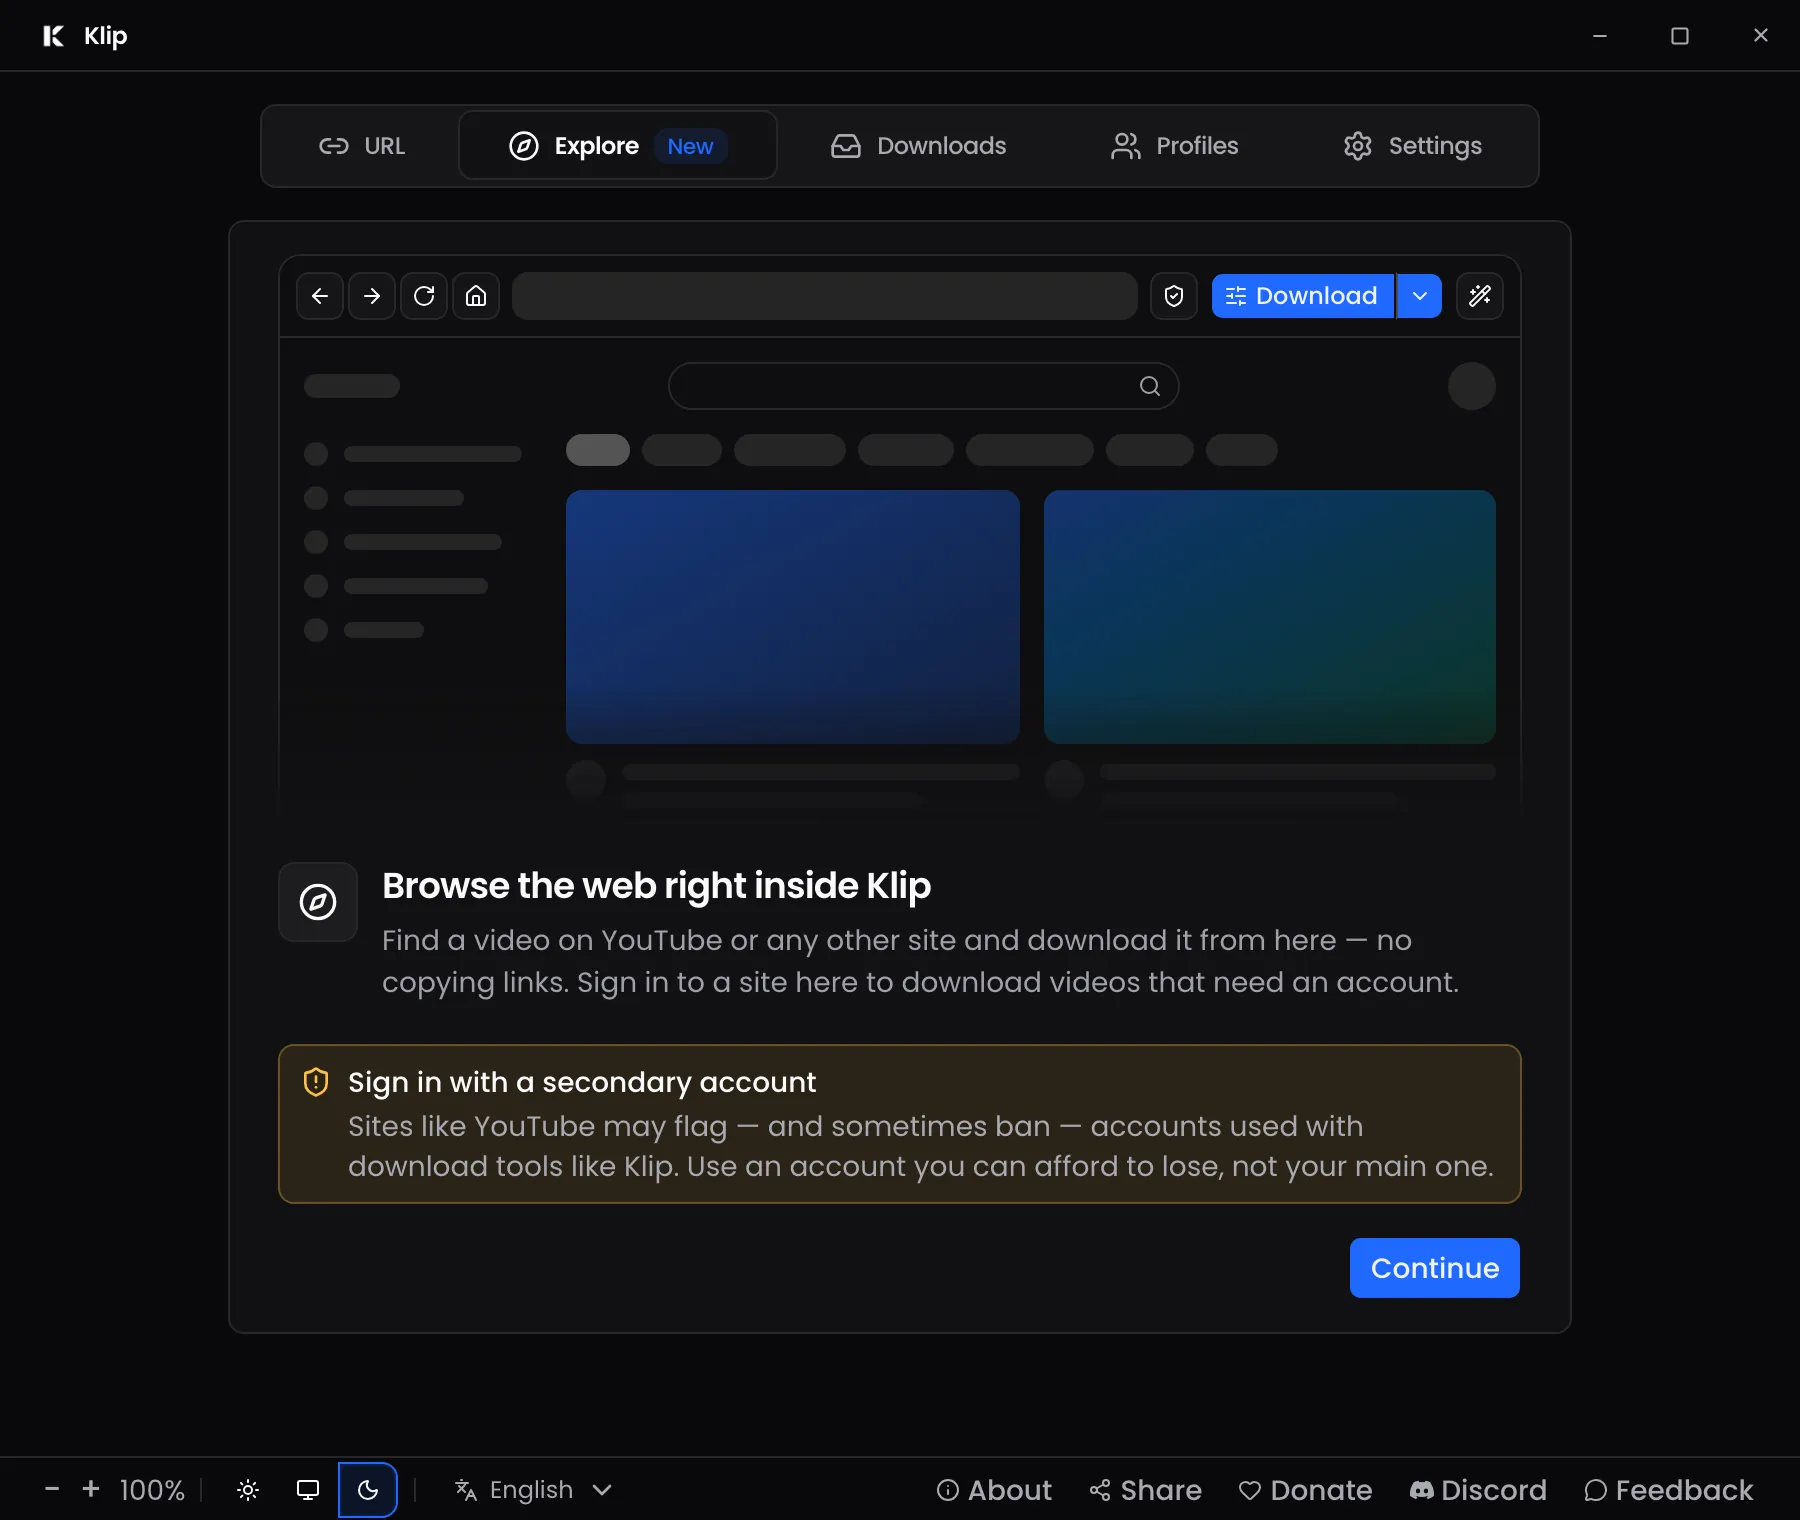 Klip
URL
Explore
New
Downloads
Profiles
Settings
Download
Browse the web right inside Klip
Find a video on YouTube or any other site and download it from here — no
copying links. Sign in to a site here to download videos that need an account.
Sign in with a secondary account
Sites like YouTube may flag — and sometimes ban — accounts used with
download tools like Klip. Use an account you can afford to lose, not your main one.
Continue
100%
English
About
Share
Donate
Discord
Feedback